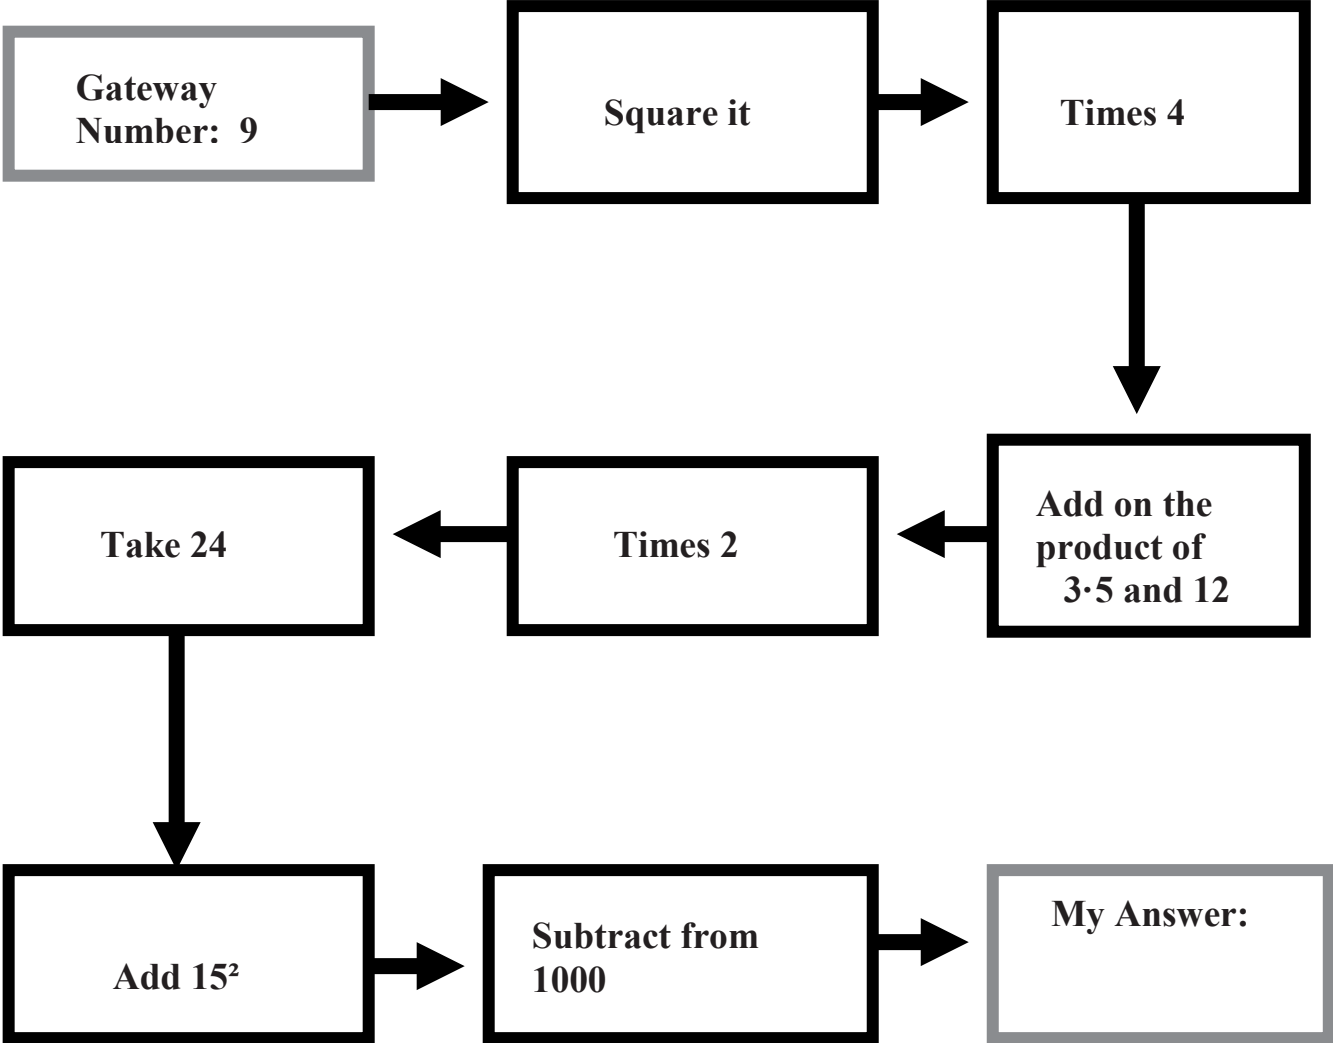 Gateway
Number: 9
Square it
Times 4
Add on the
product of
3·5 and 12
Times 2
Take 24
Add 15²
Subtract from
1000
My Answer: